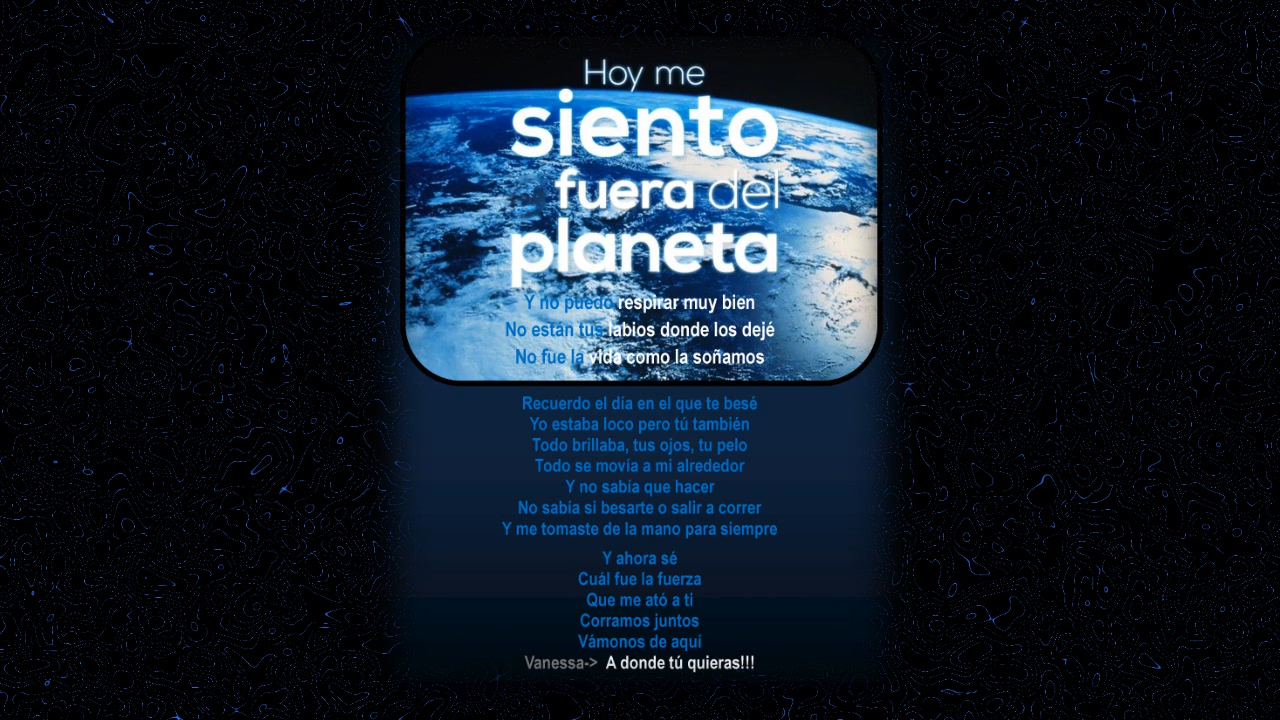 Hoy me
siento
fuera del
planeta
Y no puedo respirar muy bien
No están tus labios donde los dejé
No fue la vida como la soñamos
Recuerdo el día en el que te besé
Yo estaba loco pero tú también
Todo brillaba, tus ojos, tu pelo
Todo se movía a mi alrededor
Y no sabía que hacer
No sabía si besarte o salir a correr
Y me tomaste de la mano para siempre
Y ahora sé
Cuál fue la fuerza
Que me ató a ti
Corramos juntos
Vámonos de aquí
Vanessa-> A donde tú quieras!!!